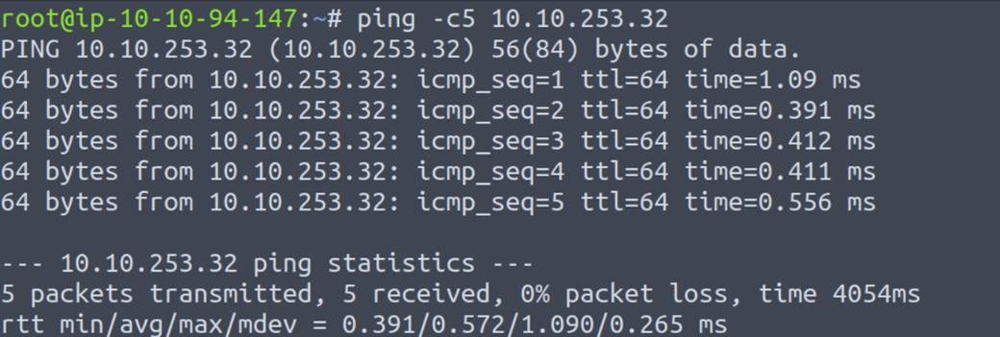 root@ip-10-10-94-147:~# ping -c5 10.10.253.32
PING 10.10.253.32 (10.10.253.32) 56(84) bytes of data.
64 bytes from 10.10.253.32: icmp_seq=1 ttl=64 time=1.09 ms
64 bytes from 10.10.253.32: icmp_seq=2 ttl=64 time=0.391 ms
64 bytes from 10.10.253.32: icmp_seq=3 ttl=64 time=0.412 ms
64 bytes from 10.10.253.32: icmp_seq=4 ttl=64 time=0.411 ms
64 bytes from 10.10.253.32: icmp_seq=5 ttl=64 time=0.556 ms
--- 10.10.253.32 ping statistics ---
5 packets transmitted, 5 received, 0% packet loss, time 4054ms
rtt min/avg/max/mdev = 0.391/0.572/1.090/0.265 ms